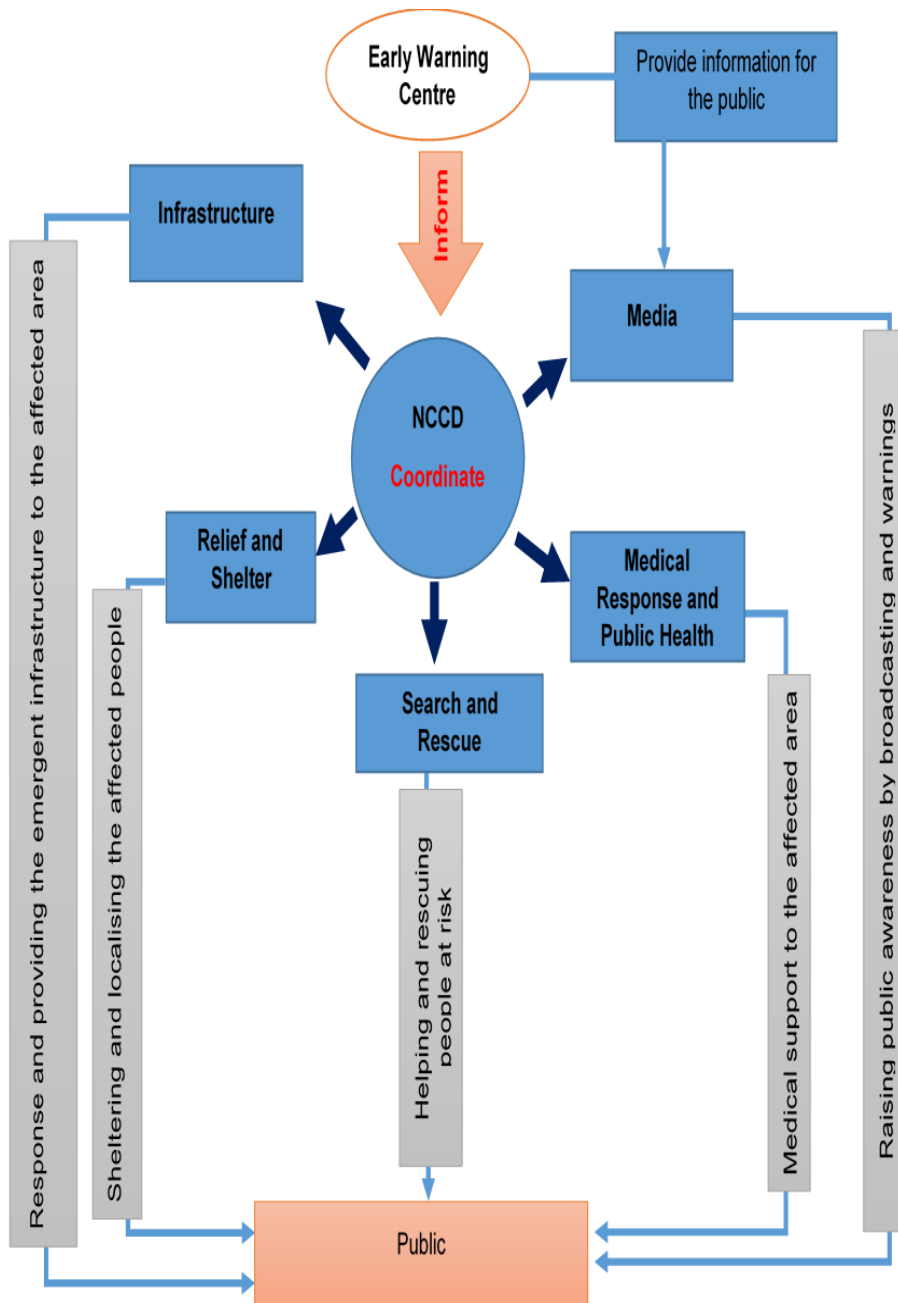 Early Warning
Centre
Provide information for
the public
Inform
Infrastructure
Media
NCCD
Coordinate
Relief and
Shelter
Medical
Response and
Public Health
Search and
Rescue
Response and providing the emergent infrastructure to the affected area
Sheltering and localising the affected people
Helping and rescuing
people at risk
Medical support to the affected area
Raising public awareness by broadcasting and warnings
Public